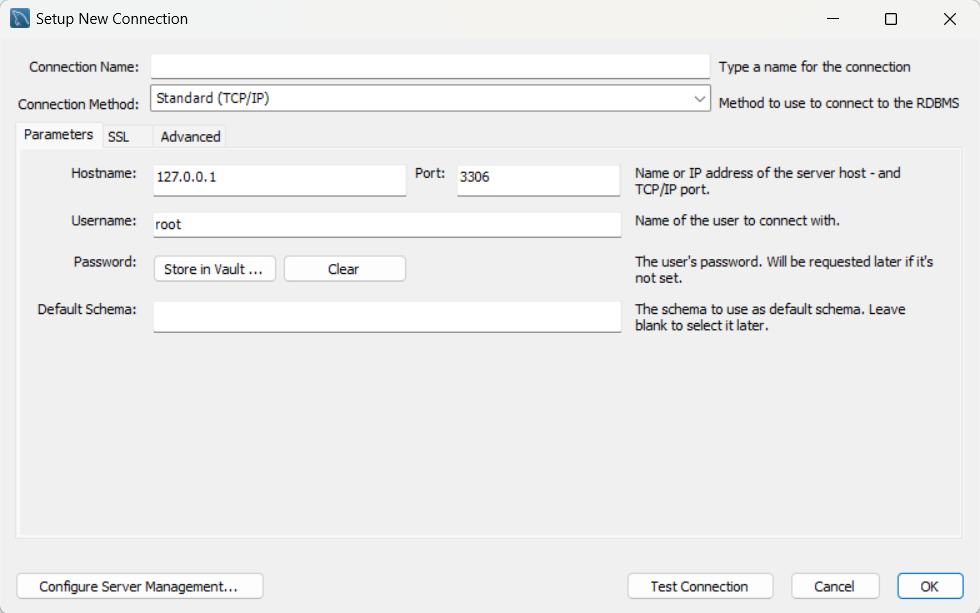 Setup New Connection
Connection Name:
Type a name for the connection
Connection Method:
Standard (TCP/IP)
Method to use to connect to the RDBMS
Parameters
SSL
Advanced
Hostname:
127.0.0.1
Port:
3306
Name or IP address of the server host - and
TCP/IP port.
Username:
root
Name of the user to connect with.
Password:
Store in Vault ...
Clear
The user's password. Will be requested later if it's
not set.
Default Schema:
The schema to use as default schema. Leave
blank to select it later.
Configure Server Management...
Test Connection
Cancel
OK